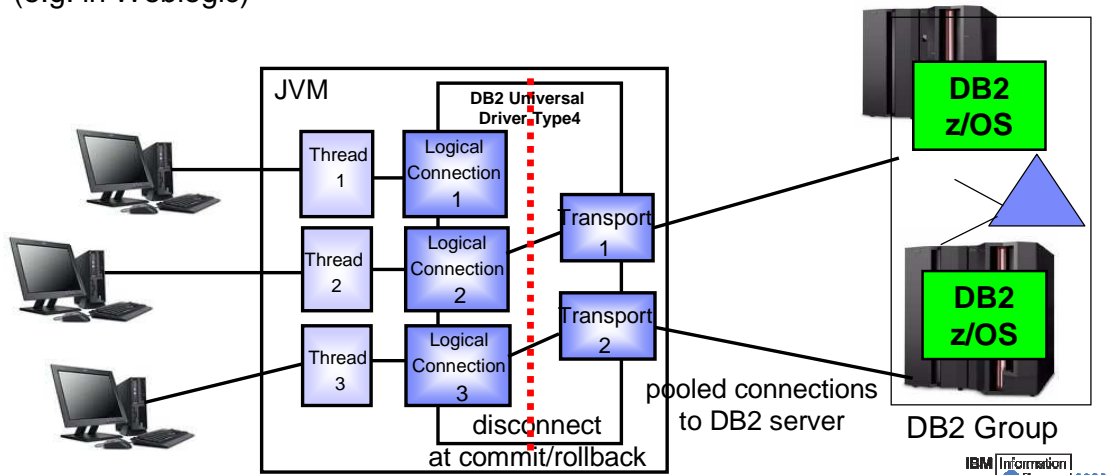 (e.g. in Weblogic)
JVM
DB2 Universal
Driver Type4
Thread
1
Logical
Connection
1
Thread
2
Logical
Connection
2
Thread
3
Logical
Connection
3
Transport
1
Transport
2
disconnect
at commit/rollback
pooled connections
to DB2 server
DB2
z/OS
DB2
z/OS
DB2 Group
IBM Information